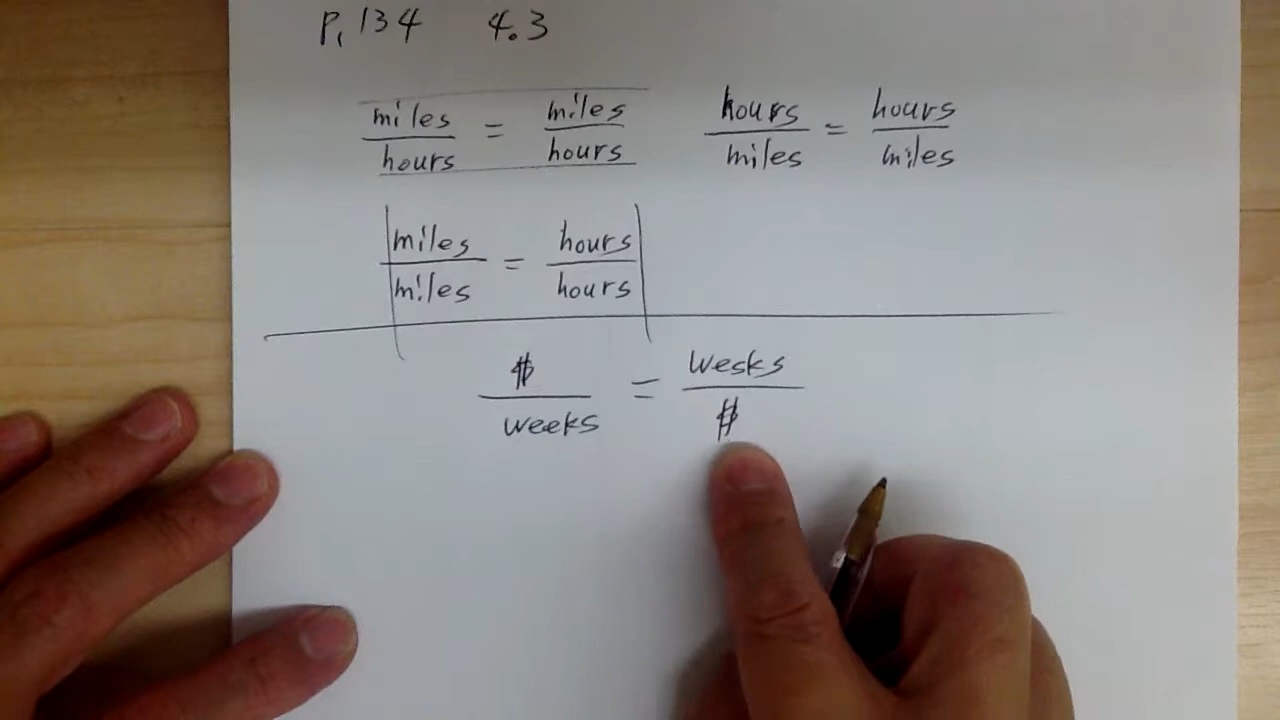 P. 134 4.3
miles/hours = miles/hours hours/miles = hours/miles
miles/miles = hours/hours
$/weeks = weeks/$